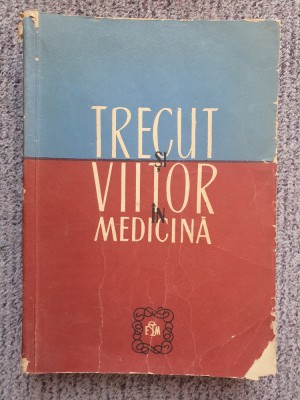 TRECUT
ȘI
VIITOR
ÎN
MEDICINĂ